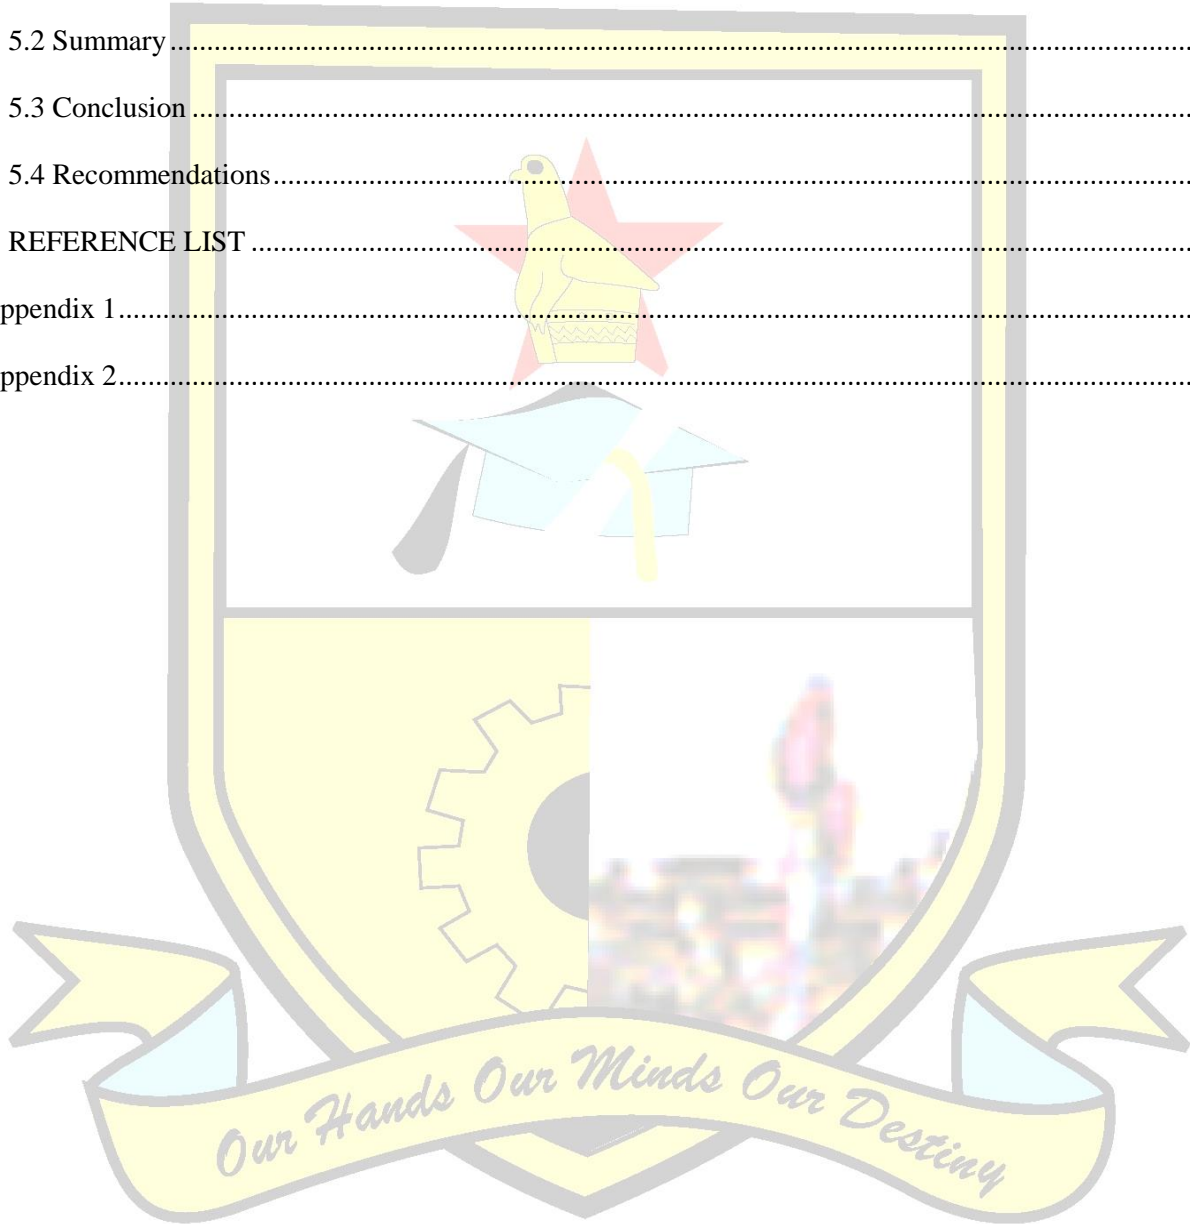 5.2 Summary ........................................................................................................
5.3 Conclusion ........................................................................................................
5.4 Recommendations ........................................................................................................
REFERENCE LIST ........................................................................................................
ppendix 1 ........................................................................................................
ppendix 2 ........................................................................................................
Our Hands Our Minds Our Destiny